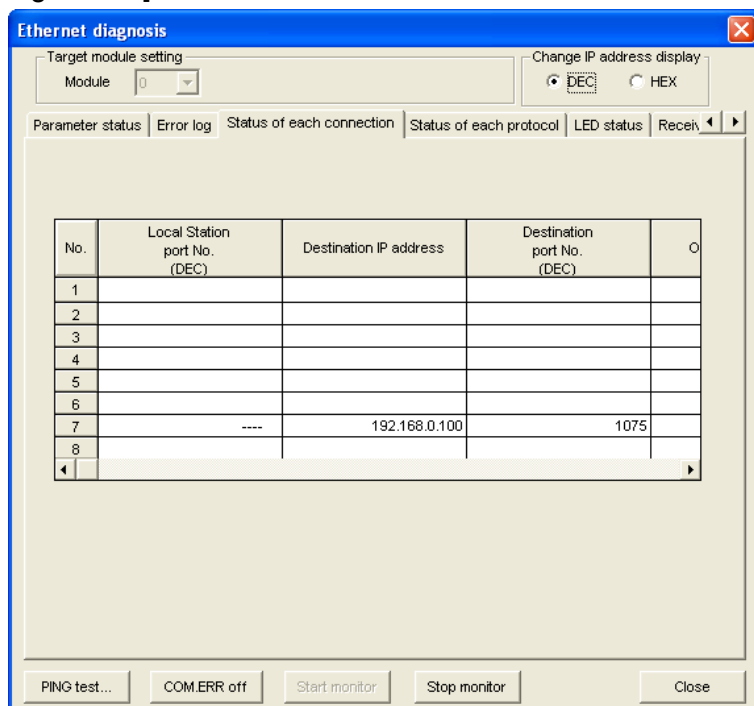 Ethernet diagnosis
Target module setting
Module 0
Change IP address display
DEC HEX
Parameter status Error log Status of each connection Status of each protocol LED status Receiv
No. Local Station port No. (DEC) Destination IP address Destination port No. (DEC) O
1
2
3
4
5
6
7 ---- 192.168.0.100 1075
8
PING test... COM.ERR off Start monitor Stop monitor Close